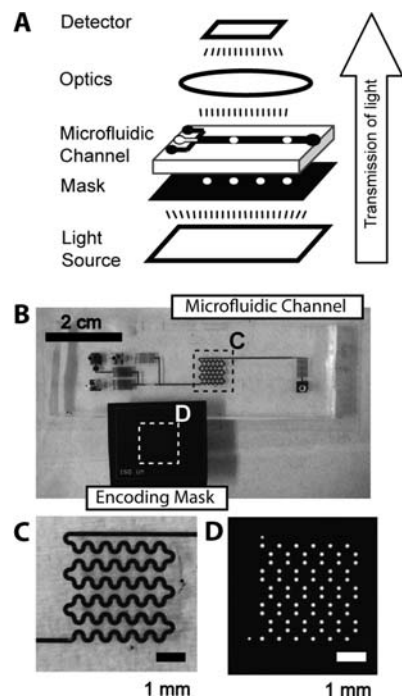 A
Detector
Optics
Microfluidic
Channel
Mask
Light
Source
Transmission of light
B
Microfluidic Channel
2 cm
C
D
Encoding Mask
C
1 mm
D
1 mm